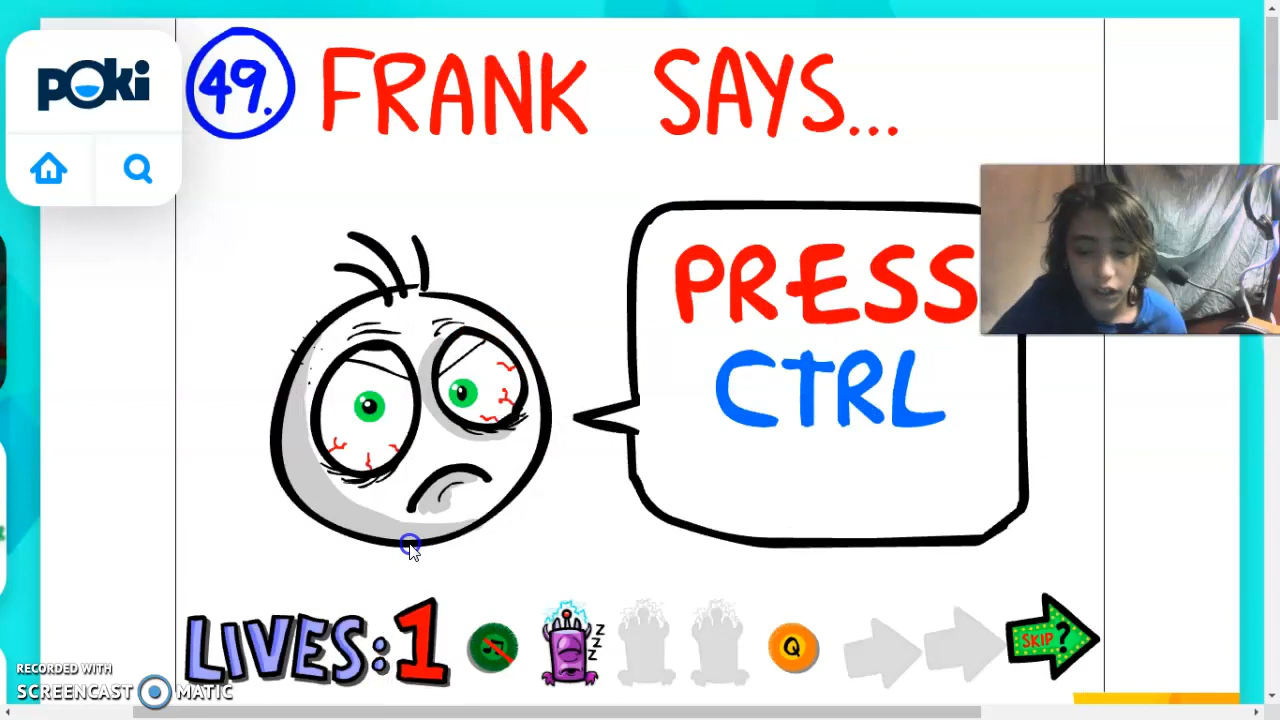 49. FRANK SAYS...
POKi
PRESS
CTRL
LIVES: 1
z
z
z
Q
SKIP?
RECORDED WITH
SCREENCAST MATIC